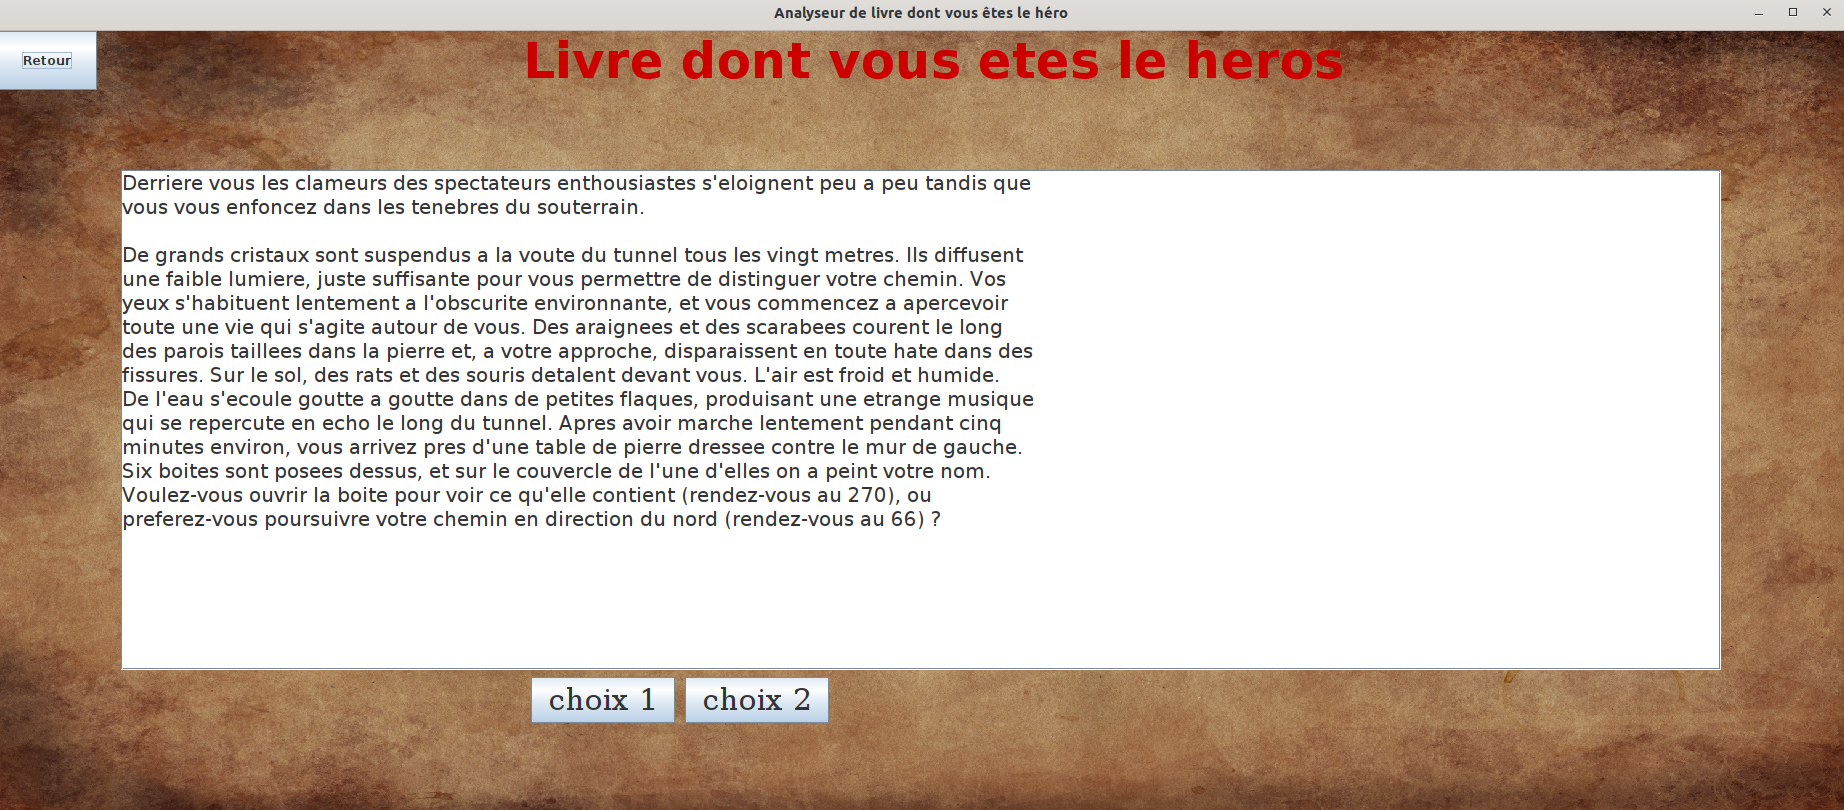 Analyseur de livre dont vous êtes le héro
Retour
Livre dont vous etes le heros
Derriere vous les clameurs des spectateurs enthousiastes s'eloignent peu a peu tandis que
vous vous enfoncez dans les tenebres du souterrain.
De grands cristaux sont suspendus a la voute du tunnel tous les vingt metres. Ils diffusent
une faible lumiere, juste suffisante pour vous permettre de distinguer votre chemin. Vos
yeux s'habituent lentement a l'obscurite environnante, et vous commencez a apercevoir
toute une vie qui s'agite autour de vous. Des araignees et des scarabees courent le long
des parois taillees dans la pierre et, a votre approche, disparaissent en toute hate dans des
fissures. Sur le sol, des rats et des souris detalent devant vous. L'air est froid et humide.
De l'eau s'ecoule goutte a goutte dans de petites flaques, produisant une etrange musique
qui se repercute en echo le long du tunnel. Apres avoir marche lentement pendant cinq
minutes environ, vous arrivez pres d'une table de pierre dressee contre le mur de gauche.
Six boites sont posees dessus, et sur le couvercle de l'une d'elles on a peint votre nom.
Voulez-vous ouvrir la boite pour voir ce qu'elle contient (rendez-vous au 270), ou
preferez-vous poursuivre votre chemin en direction du nord (rendez-vous au 66) ?
choix 1
choix 2